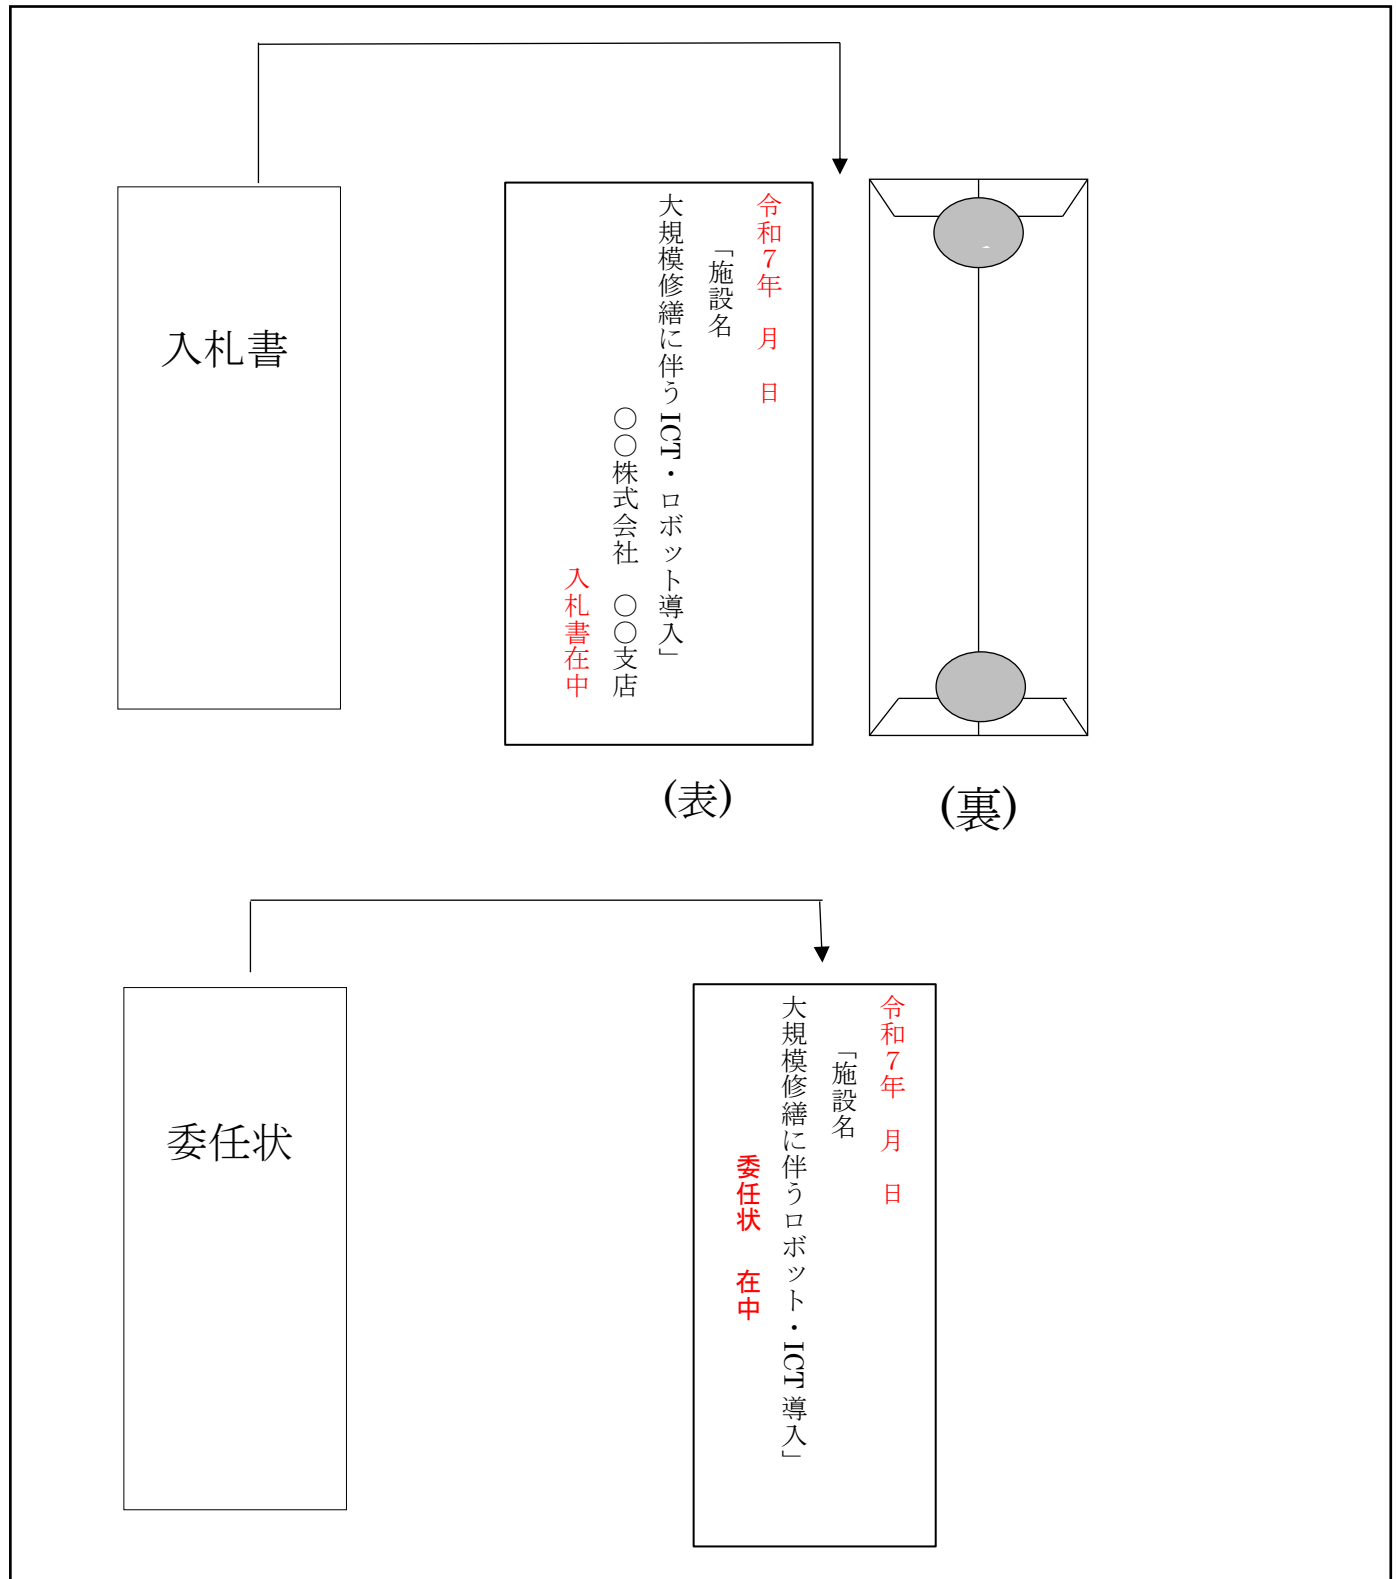 入札書
令和７年　月　日
「施設名
大規模修繕に伴うICT・ロボット導入」
〇〇株式会社　〇〇支店
入札書在中
(表)
(裏)
委任状
令和７年　月　日
「施設名
大規模修繕に伴うロボット・ICT導入」
委任状　在中